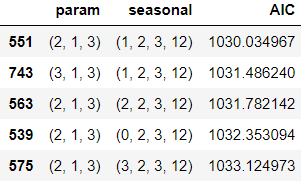 param seasonal AIC
551 (2, 1, 3) (1, 2, 3, 12) 1030.034967
743 (3, 1, 3) (1, 2, 3, 12) 1031.486240
563 (2, 1, 3) (2, 2, 3, 12) 1031.782142
539 (2, 1, 3) (0, 2, 3, 12) 1032.353094
575 (2, 1, 3) (3, 2, 3, 12) 1033.124973